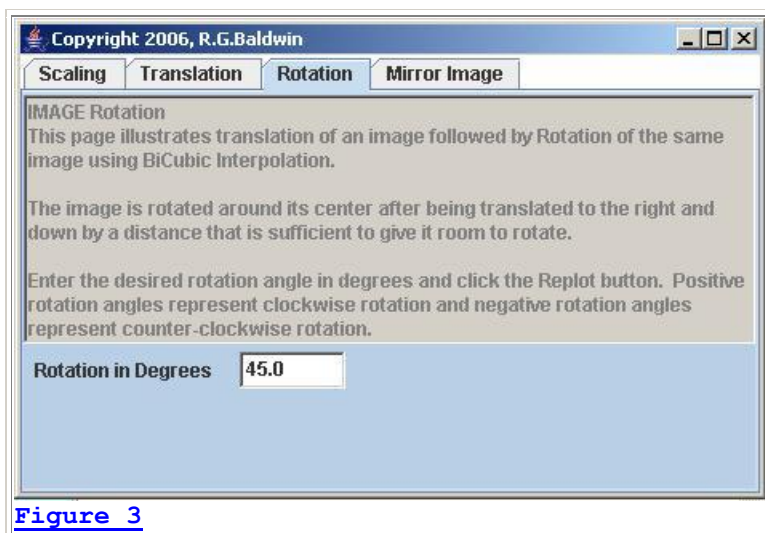 Copyright 2006, R.G.Baldwin
Scaling Translation Rotation Mirror Image
IMAGE Rotation
This page illustrates translation of an image followed by Rotation of the same
image using BiCubic Interpolation.
The image is rotated around its center after being translated to the right and
down by a distance that is sufficient to give it room to rotate.
Enter the desired rotation angle in degrees and click the Replot button. Positive
rotation angles represent clockwise rotation and negative rotation angles
represent counter-clockwise rotation.
Rotation in Degrees 45.0
Figure 3